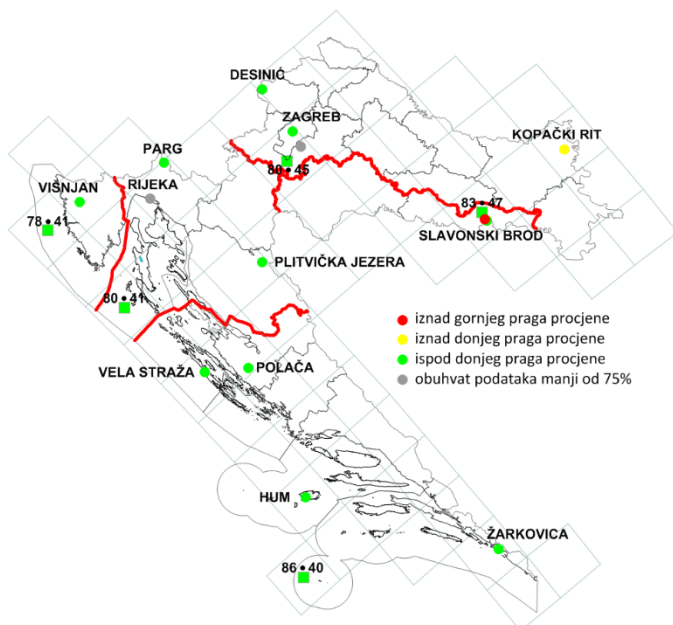 DESINIĆ
ZAGREB
KOPAČKI RIT
PARG
80 • 45
VIŠNJAN
RIJEKA
83 • 47
78 • 41
SLAVONSKI BROD
PLITVIČKA JEZERA
80 • 41
iznad gornjeg praga procjene
iznad donjeg praga procjene
ispod donjeg praga procjene
obuhvat podataka manji od 75%
VELA STRAŽA
POLAČA
HUM
ŽARKOVICA
86 • 40